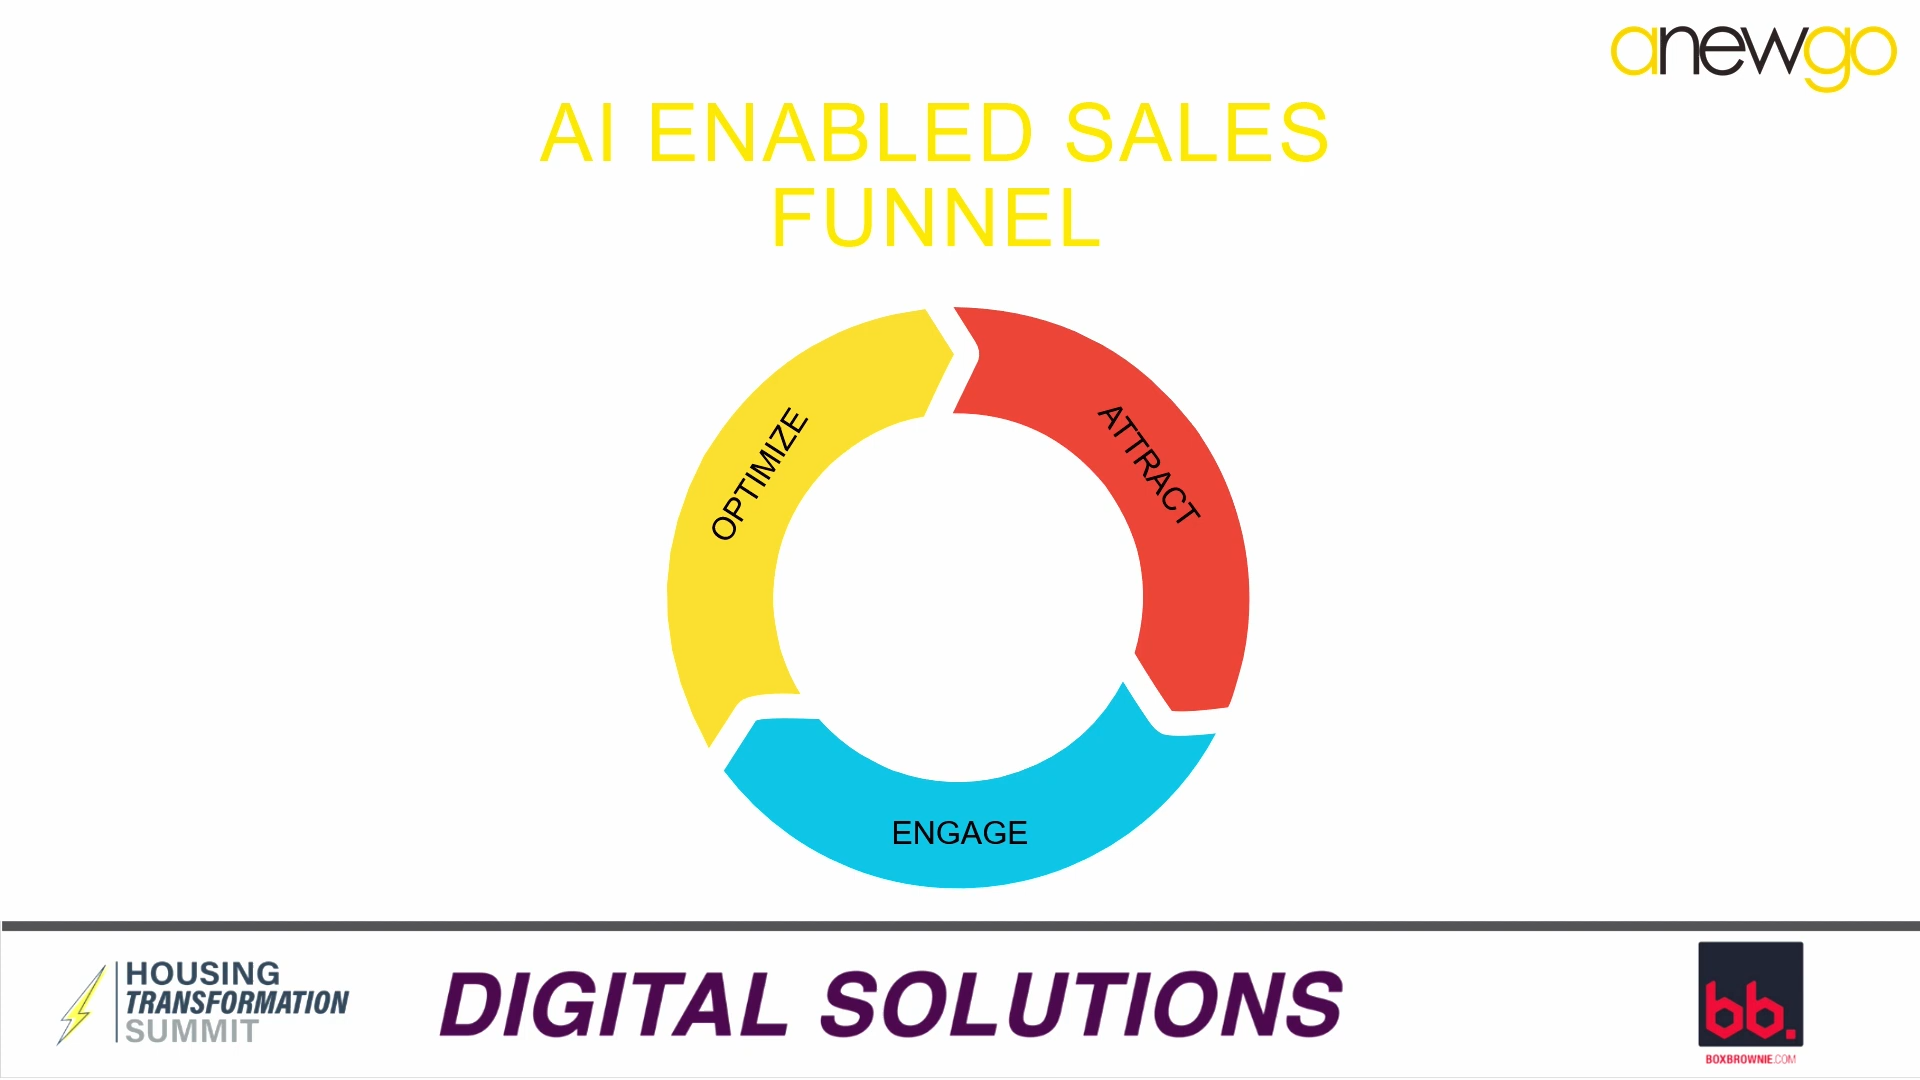 anewgo
AI ENABLED SALES
FUNNEL
OPTIMIZE
ATTRACT
ENGAGE
HOUSING
TRANSFORMATION
SUMMIT
DIGITAL SOLUTIONS
bb.
BOXBROWNIE.COM